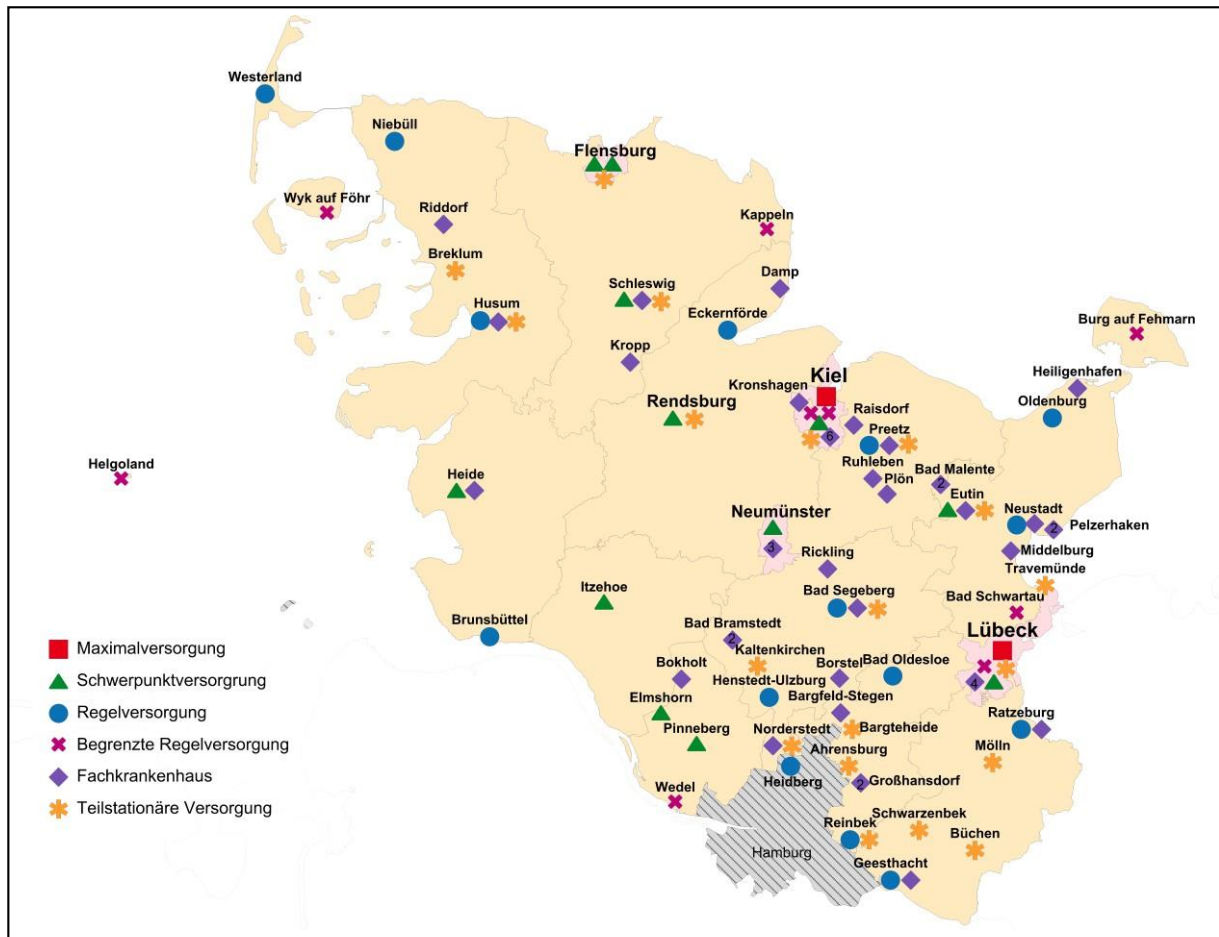 Westerland
Niebüll
Flensburg
Wyk auf Föhr
Riddorf
Kappeln
Breklum
Damp
Schleswig
Husum
Eckernförde
Burg auf Fehmarn
Kropp
Kiel
Heiligenhafen
Kronshagen
Oldenburg
Rendsburg
Raisdorf
Preetz
6
Helgoland
Heide
Ruhleben
Bad Malente
Plön
2
Eutin
Neumünster
Neustadt
Pelzerhaken
2
3
Rickling
Middelburg
Travemünde
Itzehoe
Bad Segeberg
Bad Schwartau
Brunsbüttel
Bad Bramstedt
Lübeck
2
Maximalversorgung
Kaltenkirchen
Bokholt
Borstel
Bad Oldesloe
Schwerpunktversorgrung
4
Henstedt-Ulzburg
Bargfeld-Stegen
Elmshorn
Regelversorgung
Ratzeburg
Pinneberg
Norderstedt
Bargteheide
Begrenzte Regelversorgung
Ahrensburg
Mölln
Fachkrankenhaus
Heidberg
2
Großhansdorf
Wedel
Teilstationäre Versorgung
Schwarzenbek
Reinbek
Büchen
Hamburg
Geesthacht